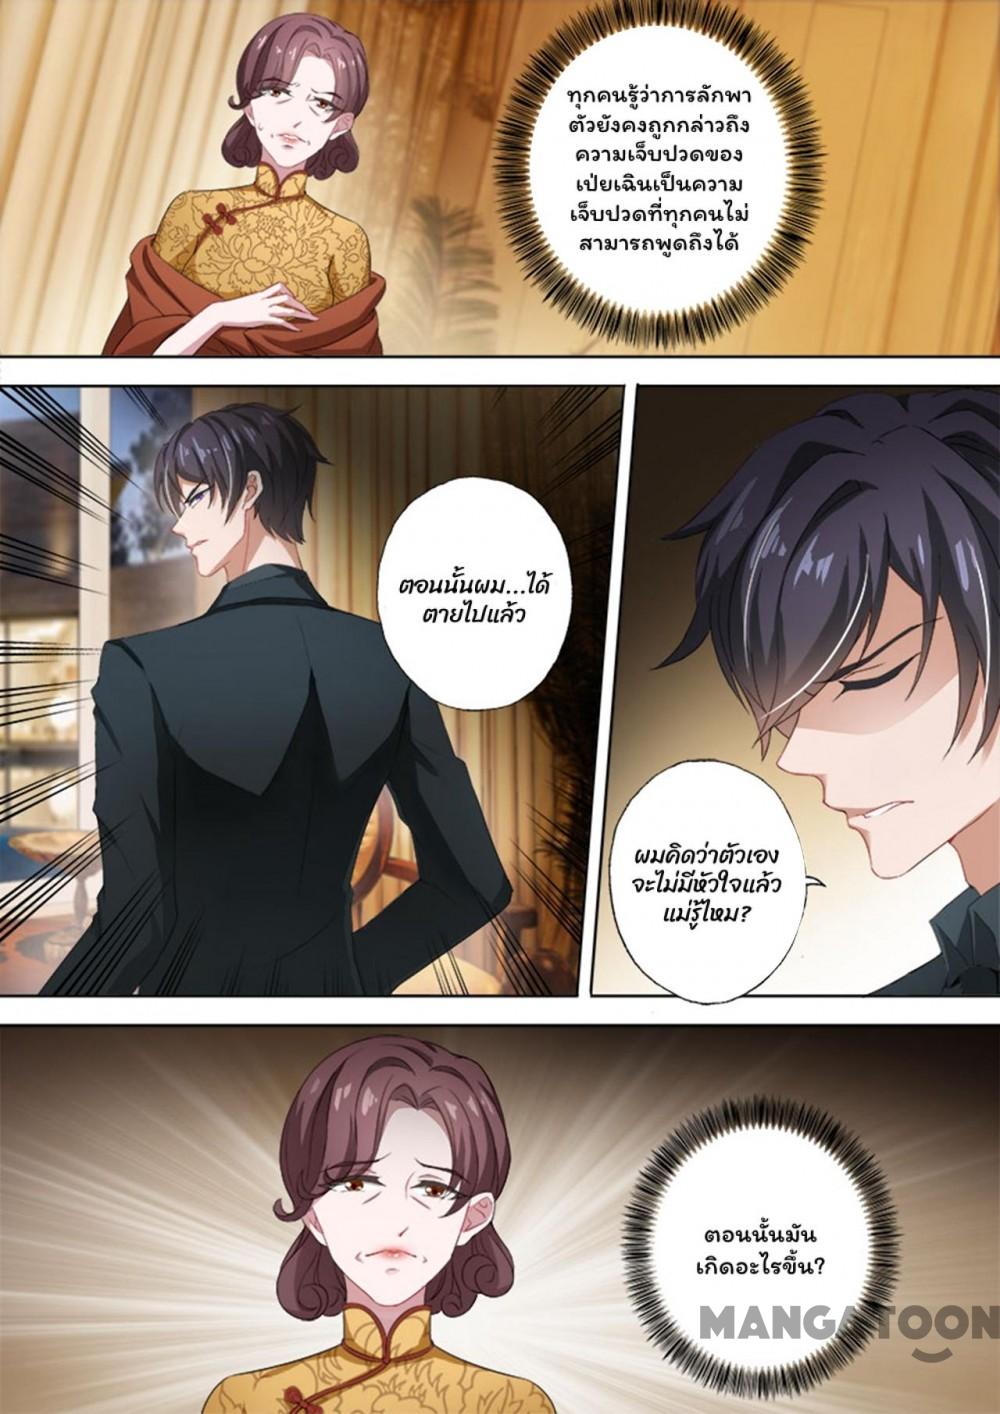 ทุกคนรู้ว่าการลักพา
ตัวยังคงถูกกล่าวถึง
ความเจ็บปวดของ
เป่ยเฉินเป็นความ
เจ็บปวดที่ทุกคนไม่
สามารถพูดถึงได้
ตอนนั้นผม...ได้
ตายไปแล้ว
ผมคิดว่าตัวเอง
จะไม่มีหัวใจแล้ว
แม่รู้ไหม?
ตอนนั้นมัน
เกิดอะไรขึ้น?
MANGATOON